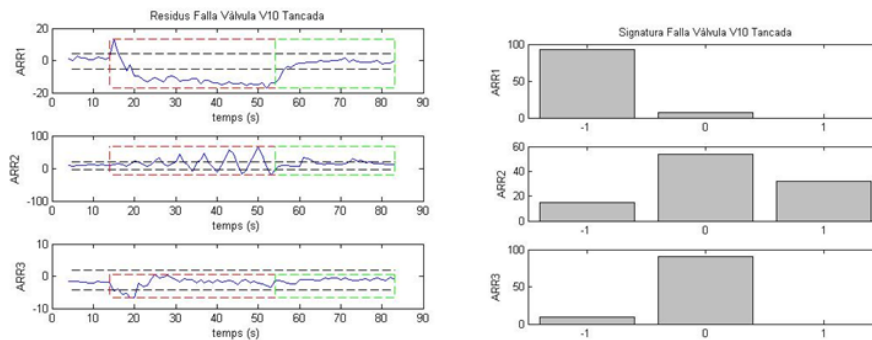 Residus Falla Vàlvula V10 Tancada
20
0
-20
ARR1
0 10 20 30 40 50 60 70 80 90
temps (s)
100
0
-100
ARR2
0 10 20 30 40 50 60 70 80 90
temps (s)
10
0
-10
ARR3
0 10 20 30 40 50 60 70 80 90
temps (s)
Signatura Falla Vàlvula V10 Tancada
100
50
0
ARR1
-1 0 1
60
40
20
0
ARR2
-1 0 1
100
50
0
ARR3
-1 0 1